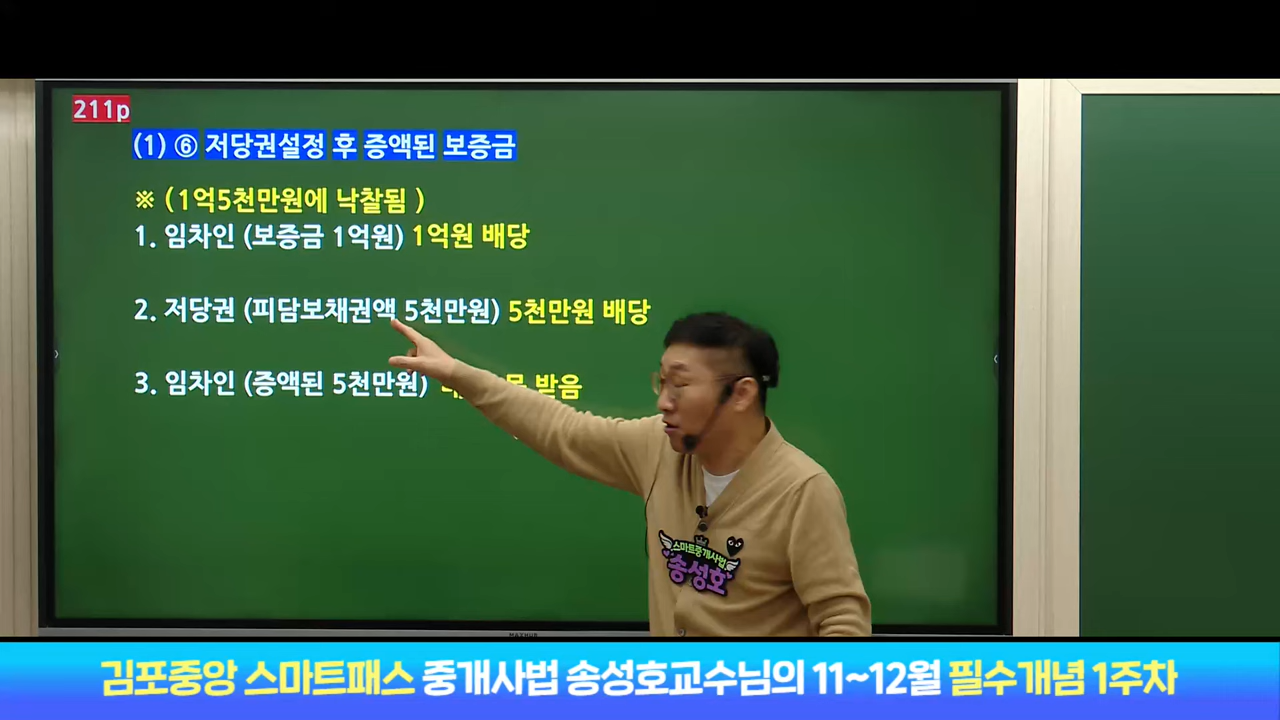 211p
(1) ⑥ 저당권설정 후 증액된 보증금
※ ( 1억5천만원에 낙찰됨 )
1. 임차인 (보증금 1억원) 1억원 배당
2. 저당권 (피담보채권액 5천만원) 5천만원 배당
3. 임차인 (증액된 5천만원) 받음
스마트중개사법
송성호
MAXHUB
김포중앙 스마트패스 중개사법 송성호교수님의 11~12월 필수개념 1주차